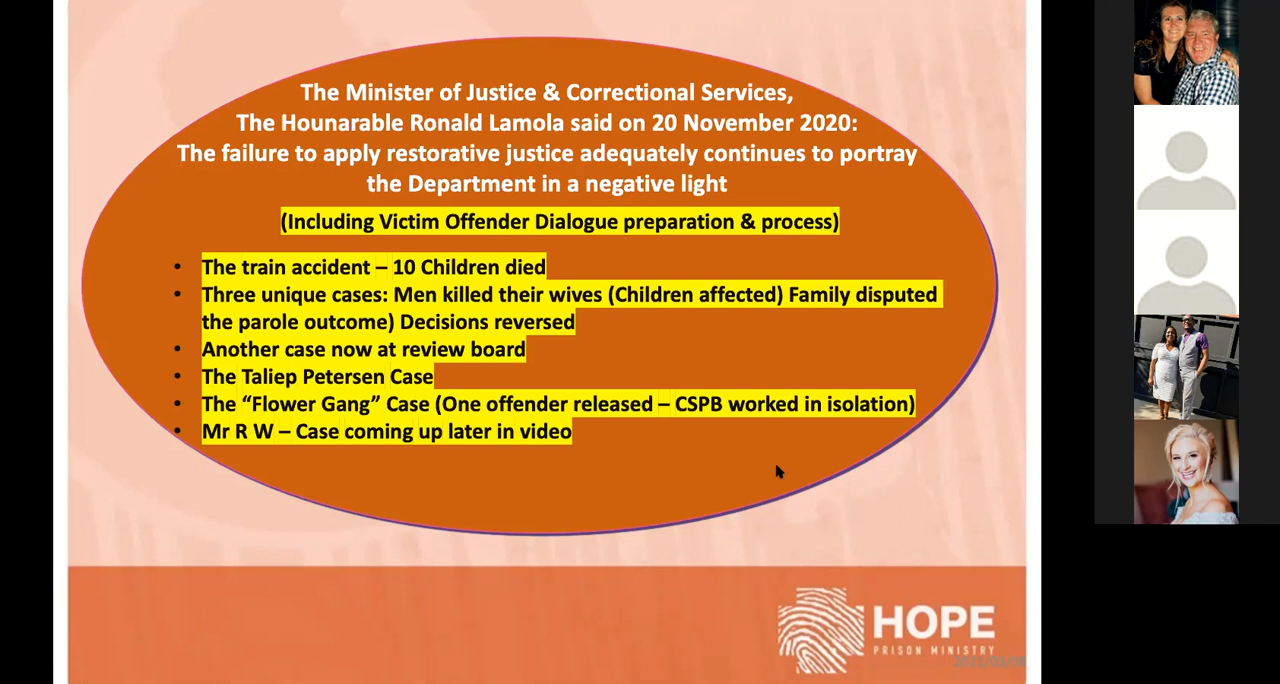 The Minister of Justice & Correctional Services,
The Hounarable Ronald Lamola said on 20 November 2020:
The failure to apply restorative justice adequately continues to portray
the Department in a negative light
(Including Victim Offender Dialogue preparation & process)
• The train accident – 10 Children died
• Three unique cases: Men killed their wives (Children affected) Family disputed
the parole outcome) Decisions reversed
• Another case now at review board
• The Taliep Petersen Case
• The “Flower Gang” Case (One offender released – CSPB worked in isolation)
• Mr R W – Case coming up later in video
HOPE
PRISON MINISTRY